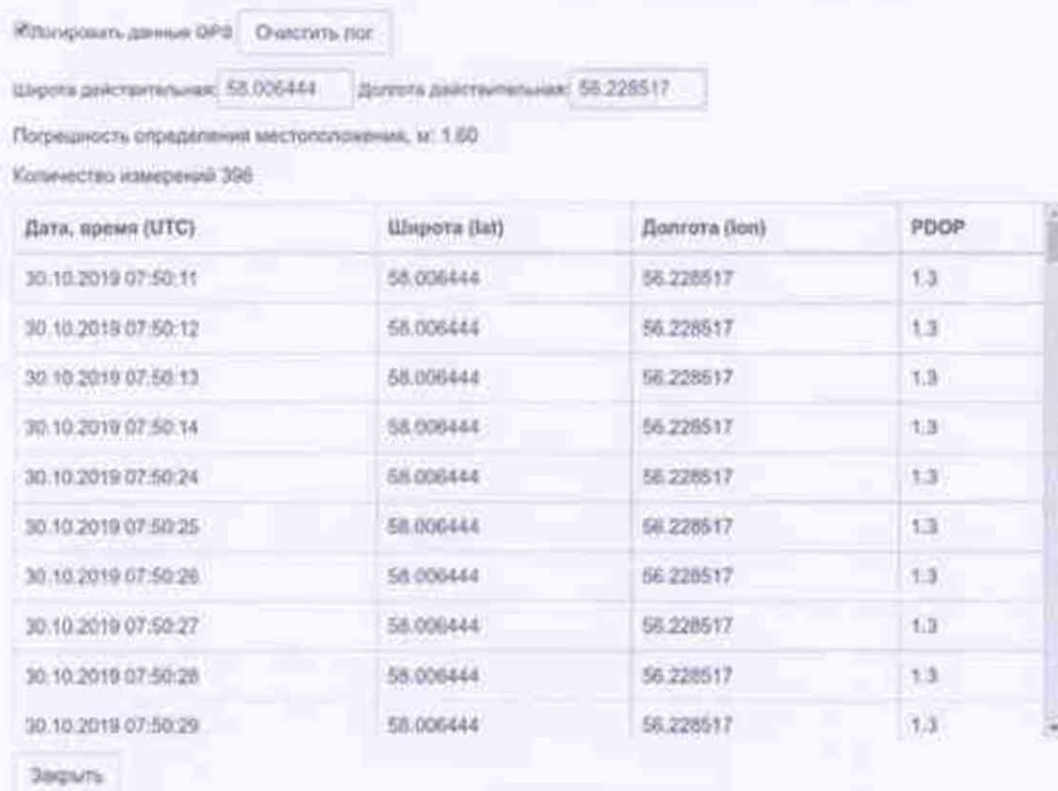 Логировать данные GPS Очистить лог
Широта действительная: 58.006444 Долгота действительная: 56.228517
Погрешность определения местоположения, м: 1.60
Количество измерений 396
Дата, время (UTC) Широта (lat) Долгота (lon) PDOP
30.10.2019 07:50:11 58.006444 56.228517 1.3
30.10.2019 07:50:12 58.006444 56.228517 1.3
30.10.2019 07:50:13 58.006444 56.228517 1.3
30.10.2019 07:50:14 58.006444 56.228517 1.3
30.10.2019 07:50:24 58.006444 56.228517 1.3
30.10.2019 07:50:25 58.006444 56.228517 1.3
30.10.2019 07:50:26 58.006444 56.228517 1.3
30.10.2019 07:50:27 58.006444 56.228517 1.3
30.10.2019 07:50:28 58.006444 56.228517 1.3
30.10.2019 07:50:29 58.006444 56.228517 1.3
Закрыть